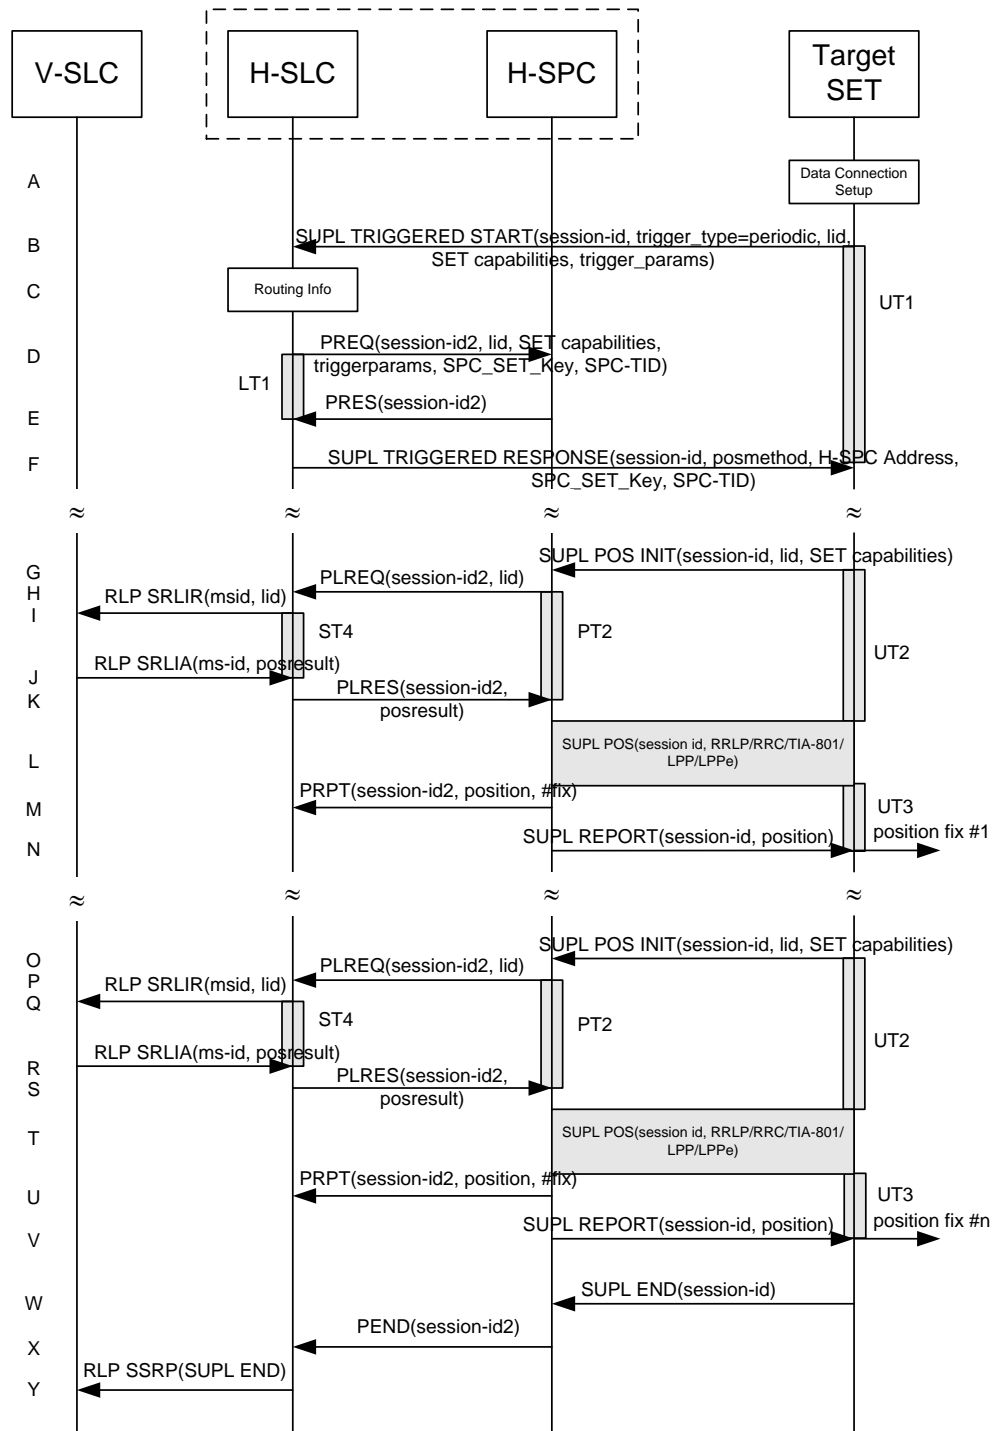 V-SLC
H-SLC
H-SPC
Target
SET
A
Data Connection
Setup
B
SUPL TRIGGERED START(session-id, trigger_type=periodic, lid,
SET capabilities, trigger_params)
C
Routing Info
UT1
D
PREQ(session-id2, lid, SET capabilities,
triggerparams, SPC_SET_Key, SPC-TID)
LT1
E
PRES(session-id2)
F
SUPL TRIGGERED RESPONSE(session-id, posmethod, H-SPC Address,
SPC_SET_Key, SPC-TID)
≈ ≈ ≈ ≈
G
SUPL POS INIT(session-id, lid, SET capabilities)
H
PLREQ(session-id2, lid)
I
RLP SRLIR(msid, lid)
ST4
PT2
UT2
J
RLP SRLIA(ms-id, posresult)
K
PLRES(session-id2,
posresult)
L
SUPL POS(session id, RRLP/RRC/TIA-801/
LPP/LPPe)
M
PRPT(session-id2, position, #fix)
UT3
N
SUPL REPORT(session-id, position)
position fix #1
≈ ≈ ≈ ≈
O
SUPL POS INIT(session-id, lid, SET capabilities)
P
PLREQ(session-id2, lid)
Q
RLP SRLIR(msid, lid)
ST4
PT2
UT2
R
RLP SRLIA(ms-id, posresult)
S
PLRES(session-id2,
posresult)
T
SUPL POS(session id, RRLP/RRC/TIA-801/
LPP/LPPe)
U
PRPT(session-id2, position, #fix)
UT3
V
SUPL REPORT(session-id, position)
position fix #n
W
SUPL END(session-id)
X
PEND(session-id2)
Y
RLP SSRP(SUPL END)